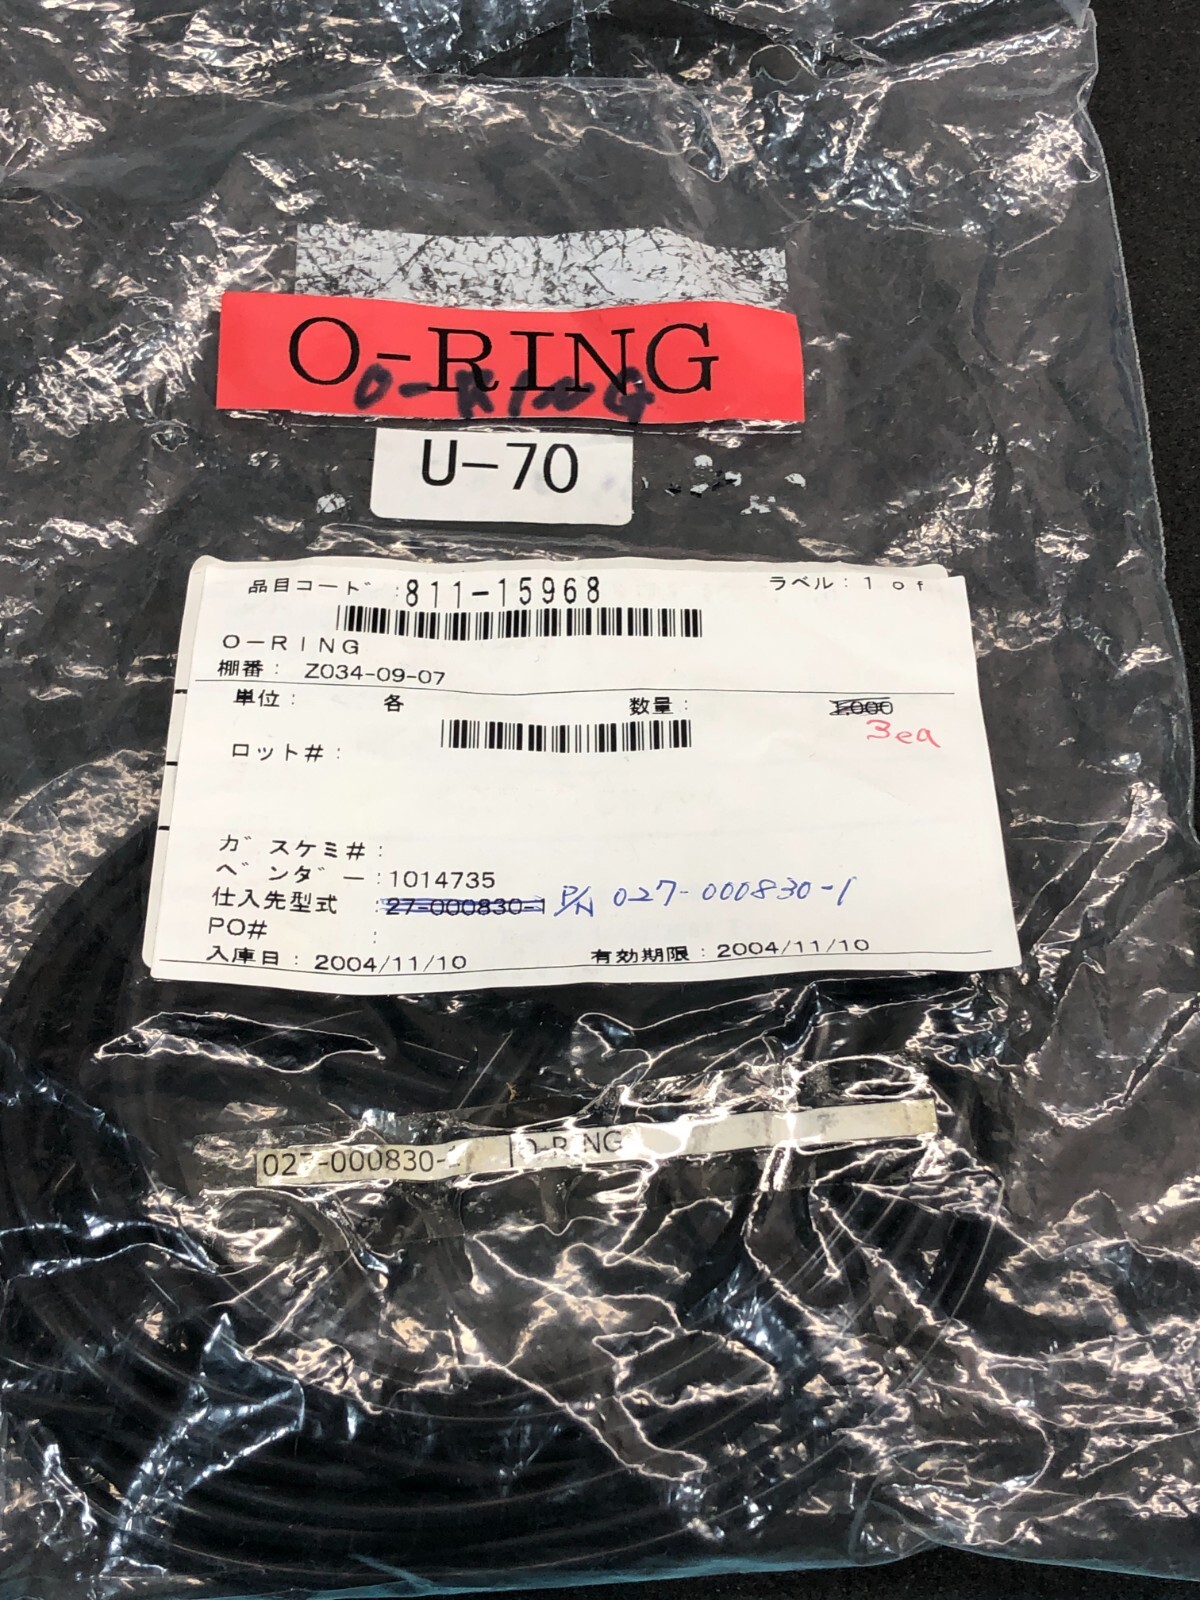 O-RING
O-RING
U-70
品目コード :811-15968 ラベル: 1 of
O-RING
棚番: Z034-09-07
単位: 各 数量: 1.000
3ea
ロット#:
ガスケミ#:
ベンダー:1014735
仕入先型式 :27-000830-1 P/N 027-000830-1
PO# :
入庫日: 2004/11/10 有効期限:2004/11/10
027-000830- O-RING